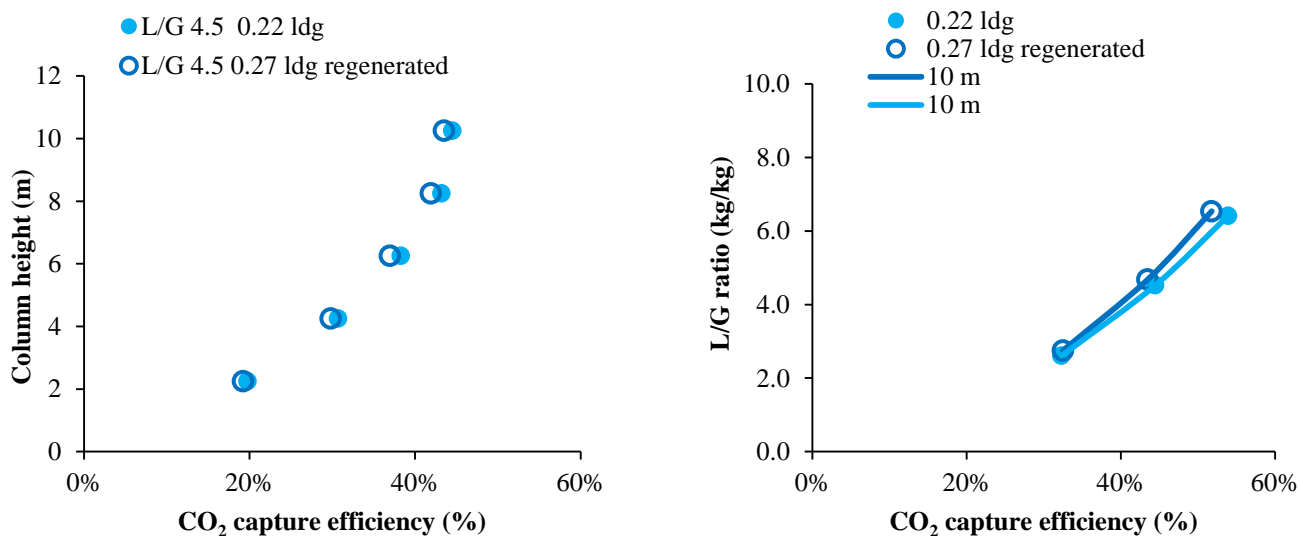 L/G 4.5  0.22 ldg
L/G 4.5 0.27 ldg regenerated
12
10
8
6
4
2
0
Column height (m)
0%
20%
40%
60%
CO₂ capture efficiency (%)
0.22 ldg
0.27 ldg regenerated
10 m
10 m
10.0
8.0
6.0
4.0
2.0
0.0
L/G ratio (kg/kg)
0%
20%
40%
60%
CO₂ capture efficiency (%)